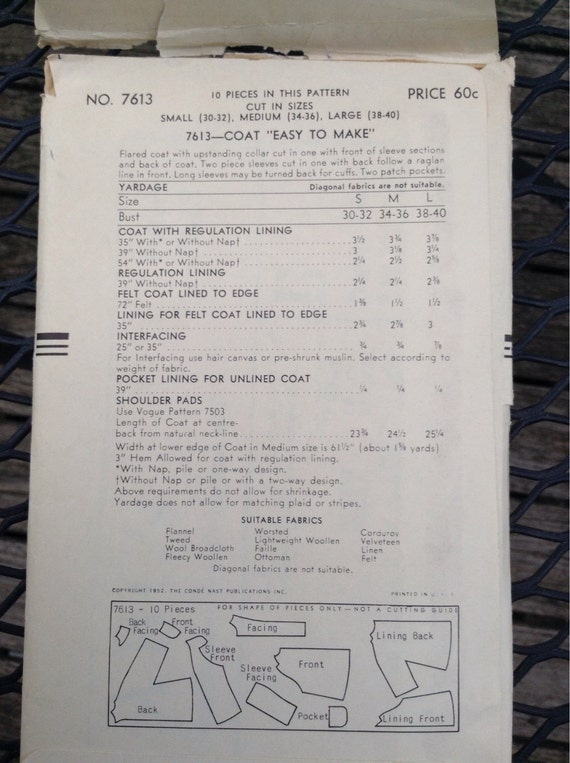 NO. 7613
10 PIECES IN THIS PATTERN
PRICE 60c
CUT IN SIZES
SMALL (30-32), MEDIUM (34-36), LARGE (38-40)
7613—COAT "EASY TO MAKE"
Flared coat with upstanding collar cut in one with front of sleeve sections
and back of coat. Two piece sleeves cut in one with back follow a raglan
line in front. Long sleeves may be turned back for cuffs. Two patch pockets.
YARDAGE Diagonal fabrics are not suitable.
Size S M L
Bust 30-32 34-36 38-40
COAT WITH REGULATION LINING
35" With* or Without Nap† 3½ 3¾ 3⅞
39" Without Nap† 3 3⅛ 3¼
54" With* or Without Nap† 2¼ 2½ 2⅝
REGULATION LINING
39" Without Nap† 2¼ 2¼ 2⅜
FELT COAT LINED TO EDGE
72" Felt 1⅜ 1½ 1½
LINING FOR FELT COAT LINED TO EDGE
35" 2¾ 2⅞ 3
INTERFACING
25" or 35" ¾ ¾ ⅞
For Interfacing use hair canvas or pre-shrunk muslin. Select according to
weight of fabric.
POCKET LINING FOR UNLINED COAT
39" ¼ ¼ ¼
SHOULDER PADS
Use Vogue Pattern 7503
Length of Coat at centre-
back from natural neck-line 23¾ 24½ 25¼
Width at lower edge of Coat in Medium size is 61½" (about 1⅝ yards)
3" Hem Allowed for coat with regulation lining.
*With Nap, pile or one-way design.
†Without Nap or pile or with a two-way design.
Above requirements do not allow for shrinkage.
Yardage does not allow for matching plaid or stripes.
SUITABLE FABRICS
Flannel Worsted Corduroy
Tweed Lightweight Woollen Velveteen
Wool Broadcloth Faille Linen
Fleecy Woollen Ottoman Felt
Diagonal fabrics are not suitable.
COPYRIGHT 1952, THE CONDE NAST PUBLICATIONS INC. PRINTED IN
7613 - 10 Pieces FOR SHAPE OF PIECES ONLY—NOT A CUTTING GUIDE
Back
Facing
Front
Facing
Facing
Lining Back
Sleeve
Front
Sleeve
Facing
Front
Back
Pocket
Lining Front